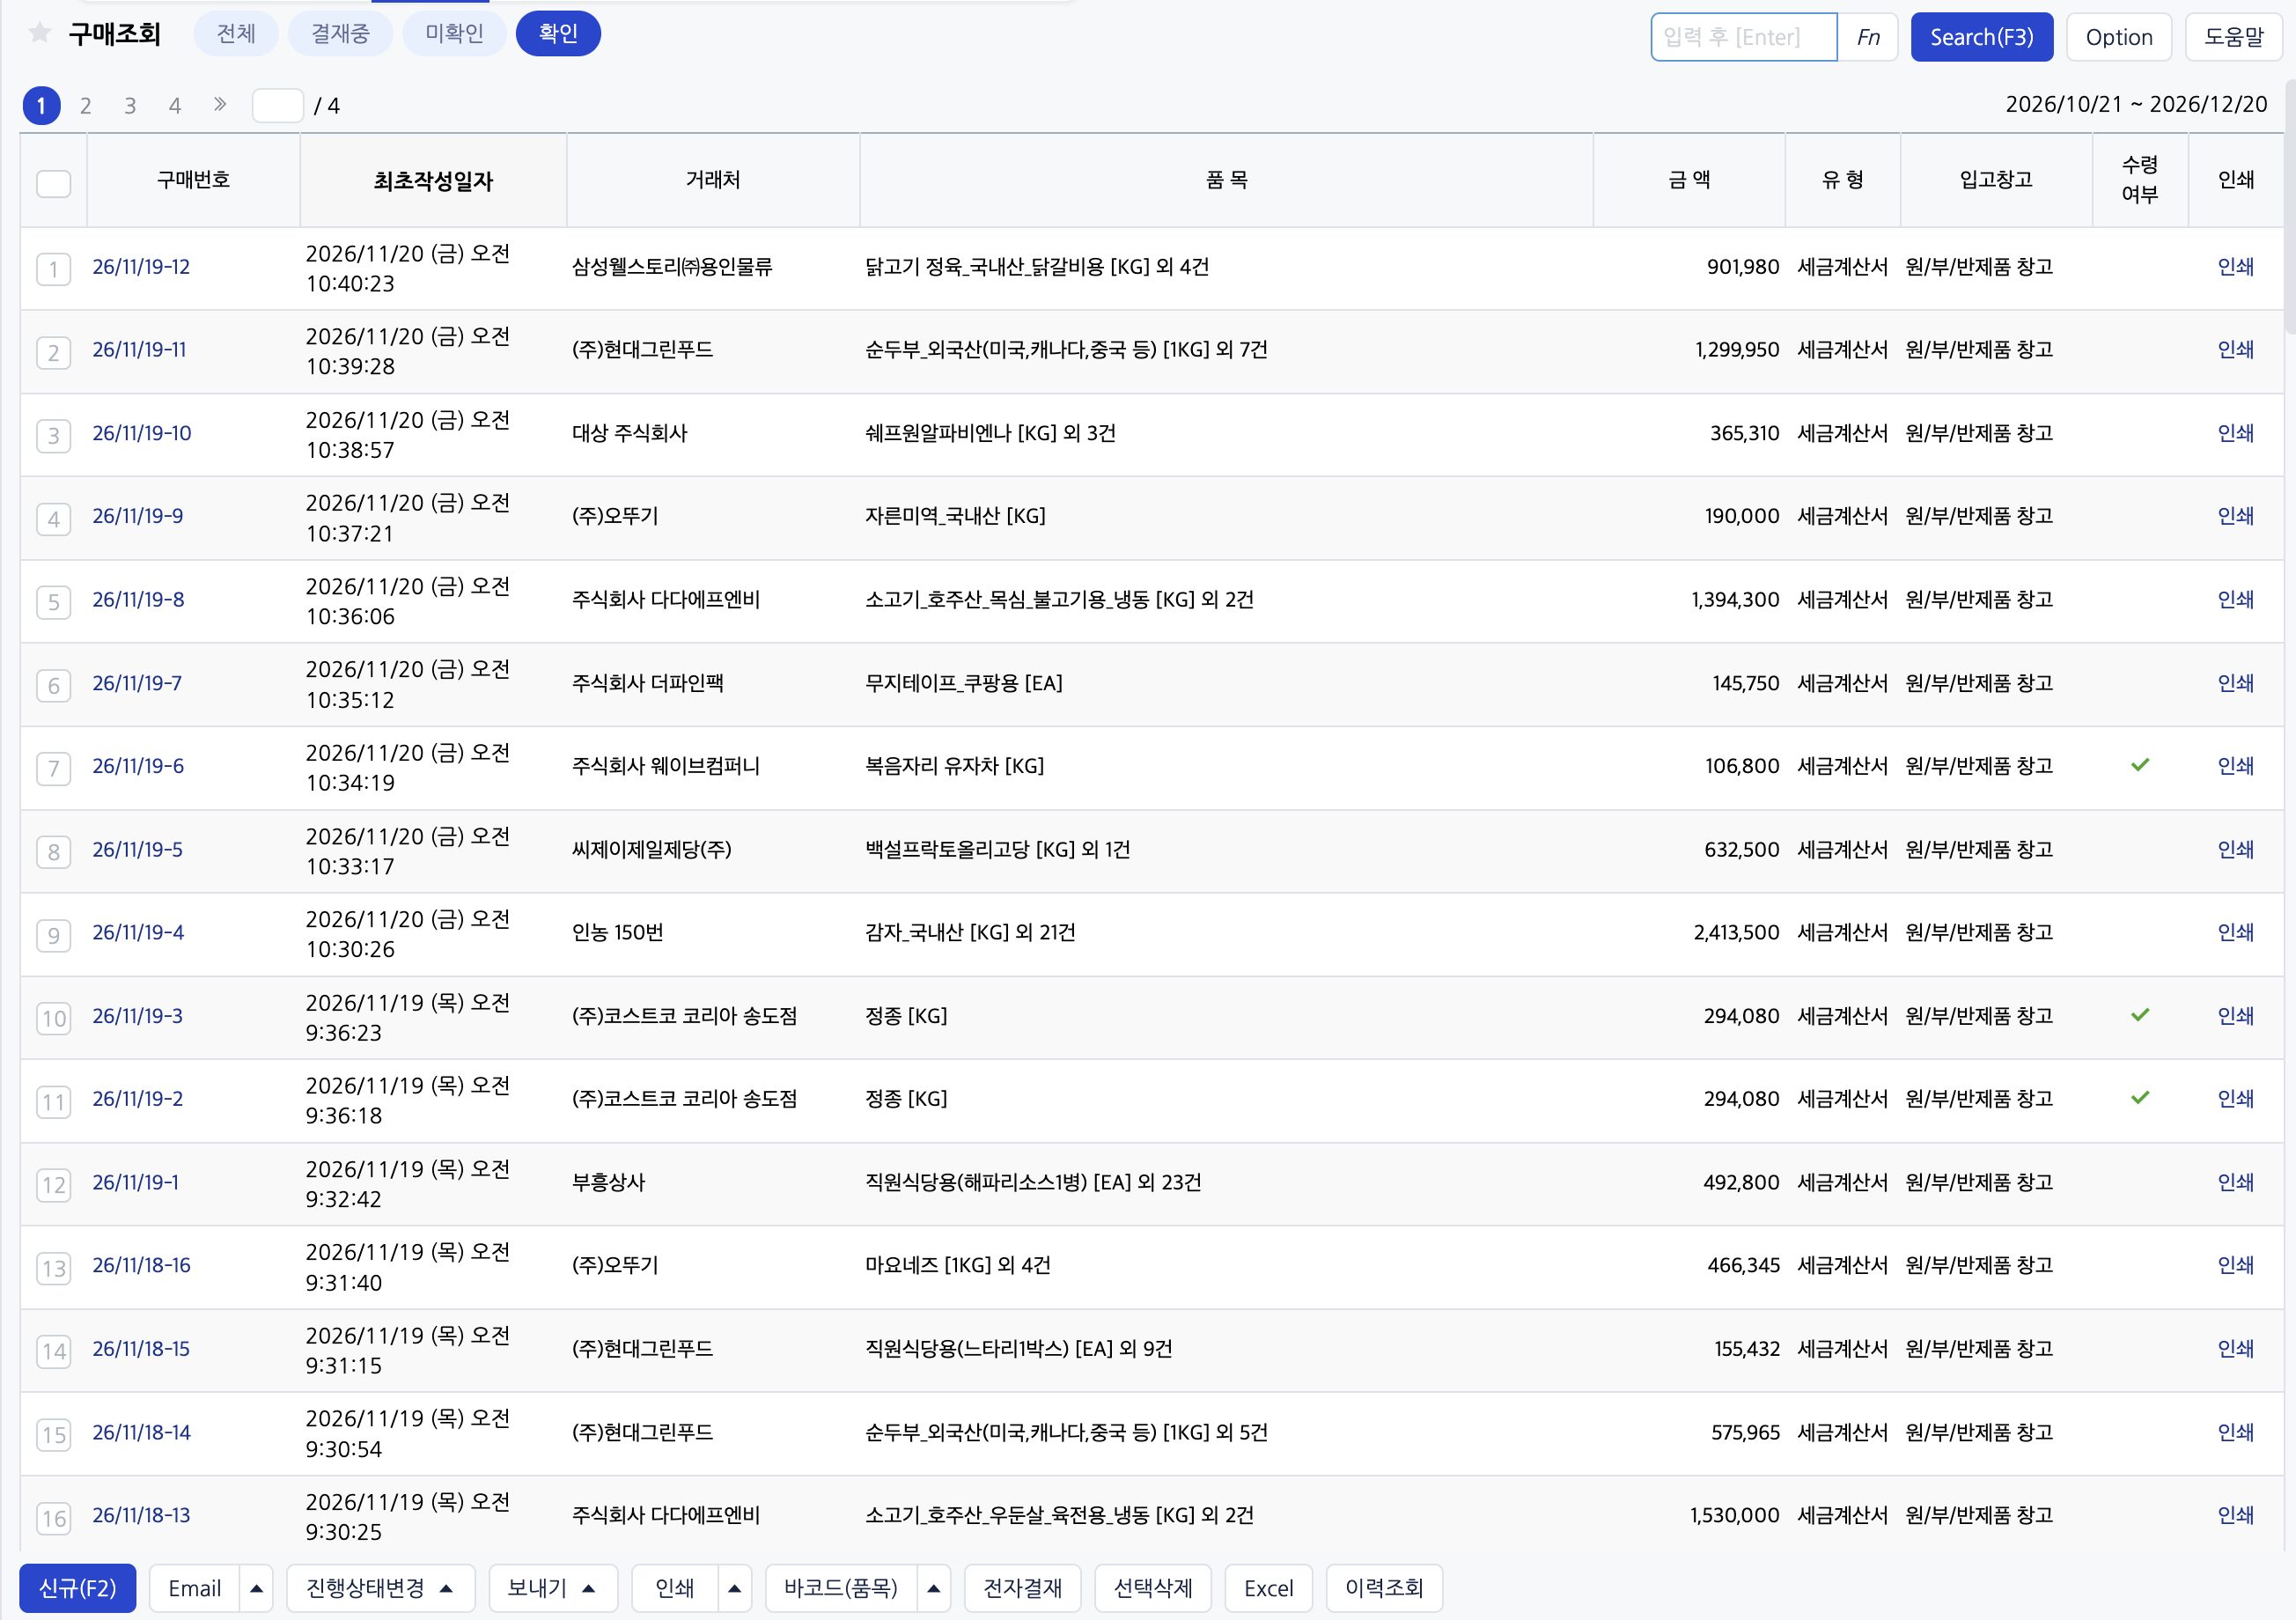 구매조회 전체 결재중 미확인 확인 입력 후 [Enter] Fn Search(F3) Option 도움말
1 2 3 4 » / 4 2026/10/21 ~ 2026/12/20
구매번호 최초작성일자 거래처 품 목 금 액 유 형 입고창고 수령 여부 인쇄
1 26/11/19-12 2026/11/20 (금) 오전 10:40:23 삼성웰스토리㈜용인물류 닭고기 정육_국내산_닭갈비용 [KG] 외 4건 901,980 세금계산서 원/부/반제품 창고 인쇄
2 26/11/19-11 2026/11/20 (금) 오전 10:39:28 (주)현대그린푸드 순두부_외국산(미국,캐나다,중국 등) [1KG] 외 7건 1,299,950 세금계산서 원/부/반제품 창고 인쇄
3 26/11/19-10 2026/11/20 (금) 오전 10:38:57 대상 주식회사 쉐프원알파비엔나 [KG] 외 3건 365,310 세금계산서 원/부/반제품 창고 인쇄
4 26/11/19-9 2026/11/20 (금) 오전 10:37:21 (주)오뚜기 자른미역_국내산 [KG] 190,000 세금계산서 원/부/반제품 창고 인쇄
5 26/11/19-8 2026/11/20 (금) 오전 10:36:06 주식회사 다다에프엔비 소고기_호주산_목심_불고기용_냉동 [KG] 외 2건 1,394,300 세금계산서 원/부/반제품 창고 인쇄
6 26/11/19-7 2026/11/20 (금) 오전 10:35:12 주식회사 더파인팩 무지테이프_쿠팡용 [EA] 145,750 세금계산서 원/부/반제품 창고 인쇄
7 26/11/19-6 2026/11/20 (금) 오전 10:34:19 주식회사 웨이브컴퍼니 복음자리 유자차 [KG] 106,800 세금계산서 원/부/반제품 창고 ✓ 인쇄
8 26/11/19-5 2026/11/20 (금) 오전 10:33:17 씨제이제일제당(주) 백설프락토올리고당 [KG] 외 1건 632,500 세금계산서 원/부/반제품 창고 인쇄
9 26/11/19-4 2026/11/20 (금) 오전 10:30:26 인농 150번 감자_국내산 [KG] 외 21건 2,413,500 세금계산서 원/부/반제품 창고 인쇄
10 26/11/19-3 2026/11/19 (목) 오전 9:36:23 (주)코스트코 코리아 송도점 정종 [KG] 294,080 세금계산서 원/부/반제품 창고 ✓ 인쇄
11 26/11/19-2 2026/11/19 (목) 오전 9:36:18 (주)코스트코 코리아 송도점 정종 [KG] 294,080 세금계산서 원/부/반제품 창고 ✓ 인쇄
12 26/11/19-1 2026/11/19 (목) 오전 9:32:42 부흥상사 직원식당용(해파리소스1병) [EA] 외 23건 492,800 세금계산서 원/부/반제품 창고 인쇄
13 26/11/18-16 2026/11/19 (목) 오전 9:31:40 (주)오뚜기 마요네즈 [1KG] 외 4건 466,345 세금계산서 원/부/반제품 창고 인쇄
14 26/11/18-15 2026/11/19 (목) 오전 9:31:15 (주)현대그린푸드 직원식당용(느타리1박스) [EA] 외 9건 155,432 세금계산서 원/부/반제품 창고 인쇄
15 26/11/18-14 2026/11/19 (목) 오전 9:30:54 (주)현대그린푸드 순두부_외국산(미국,캐나다,중국 등) [1KG] 외 5건 575,965 세금계산서 원/부/반제품 창고 인쇄
16 26/11/18-13 2026/11/19 (목) 오전 9:30:25 주식회사 다다에프엔비 소고기_호주산_우둔살_육전용_냉동 [KG] 외 2건 1,530,000 세금계산서 원/부/반제품 창고 인쇄
신규(F2) Email ▲ 진행상태변경 ▲ 보내기 ▲ 인쇄 ▲ 바코드(품목) ▲ 전자결재 선택삭제 Excel 이력조회